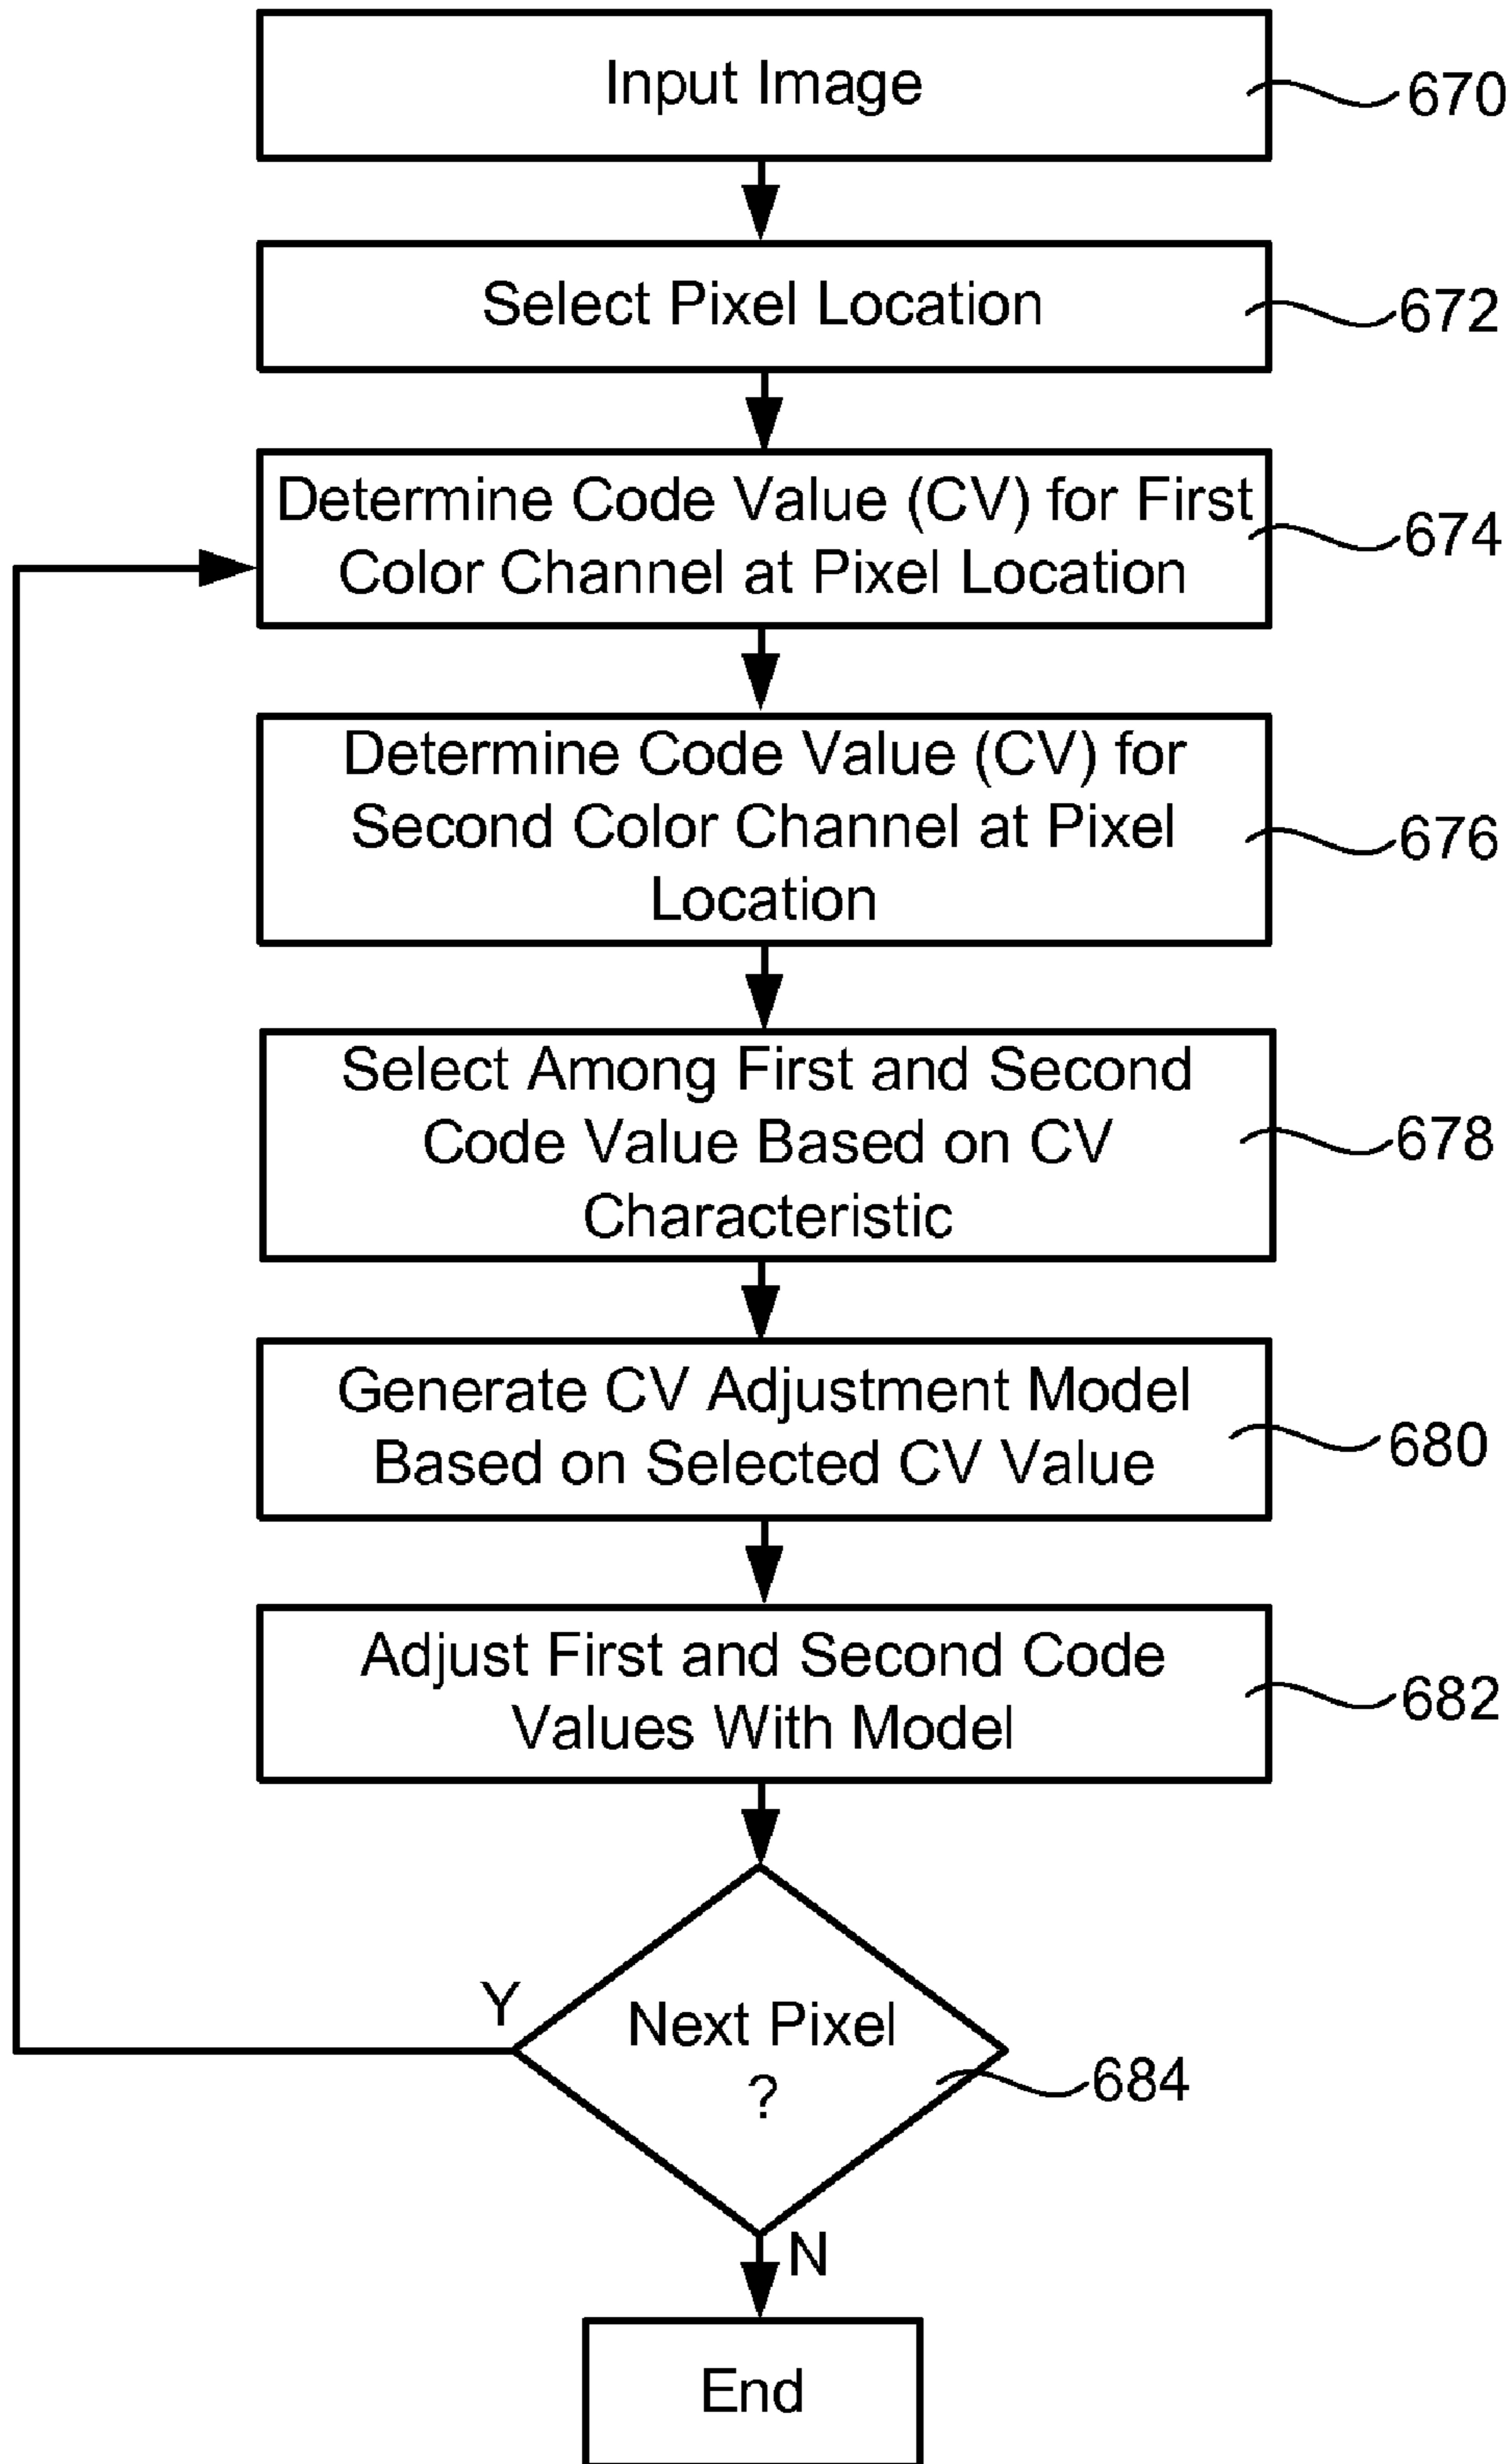 Input Image
670
Select Pixel Location
672
Determine Code Value (CV) for First
Color Channel at Pixel Location
674
Determine Code Value (CV) for
Second Color Channel at Pixel
Location
676
Select Among First and Second
Code Value Based on CV
Characteristic
678
Generate CV Adjustment Model
Based on Selected CV Value
680
Adjust First and Second Code
Values With Model
682
Y
Next Pixel
?
684
N
End